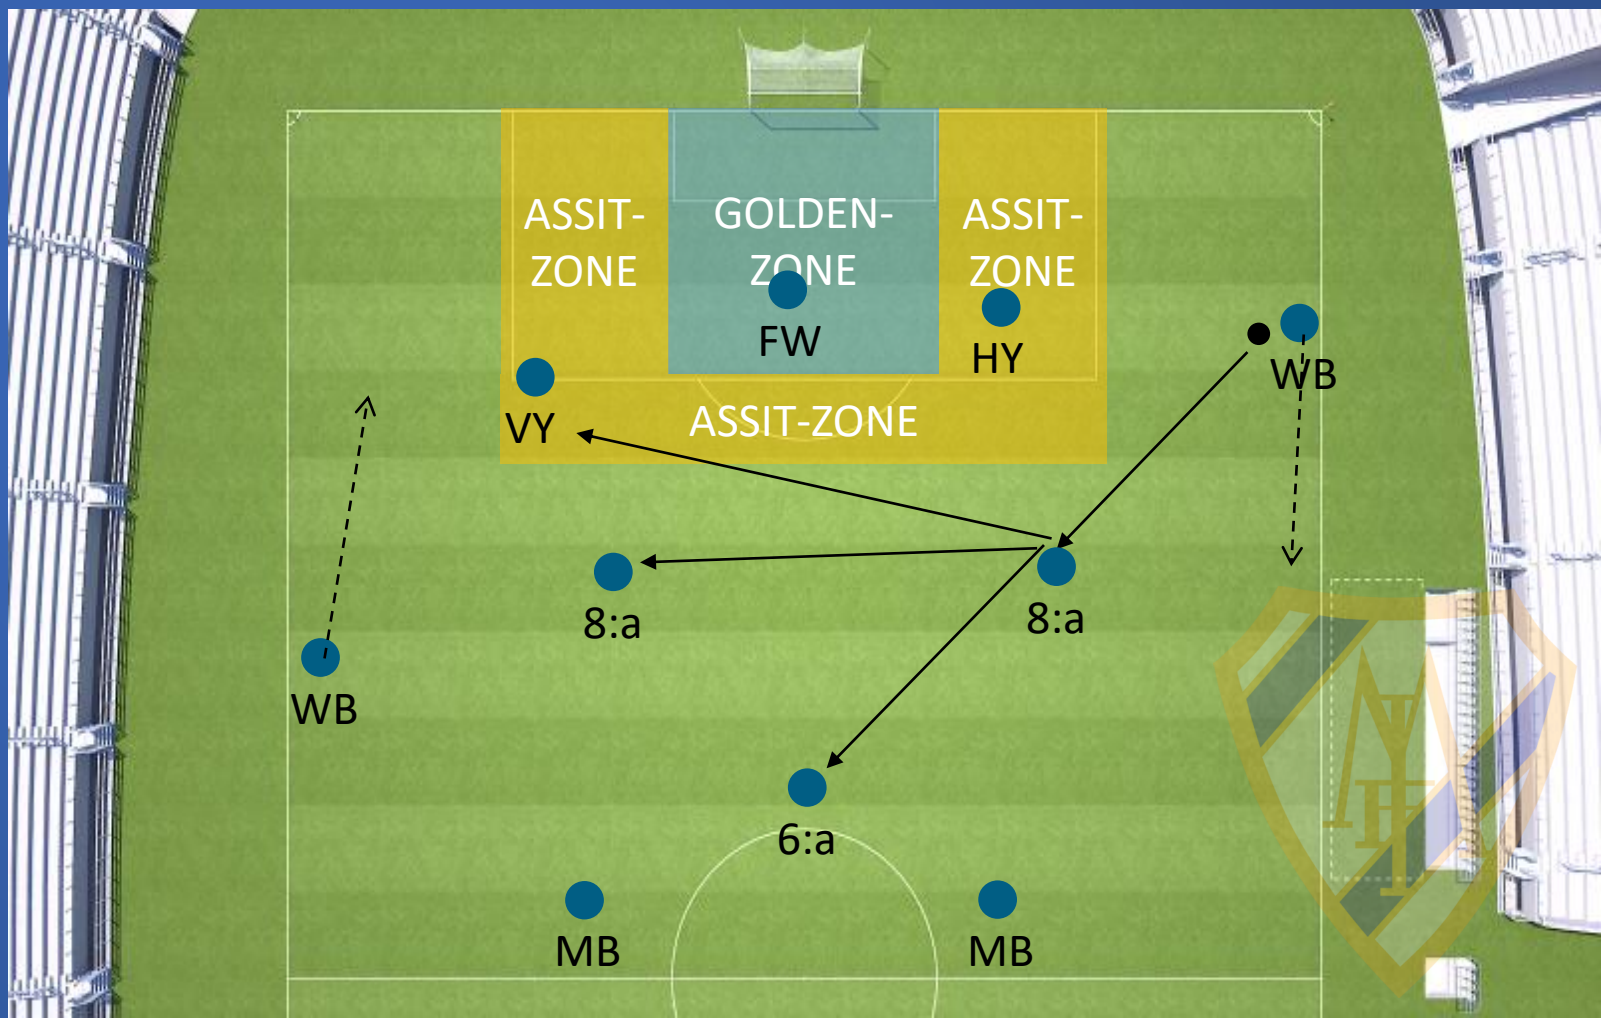 ASSIT-
ZONE
GOLDEN-
ZONE
ASSIT-
ZONE
FW
HY
WB
VY
ASSIT-ZONE
8:a
8:a
WB
6:a
MB
MB